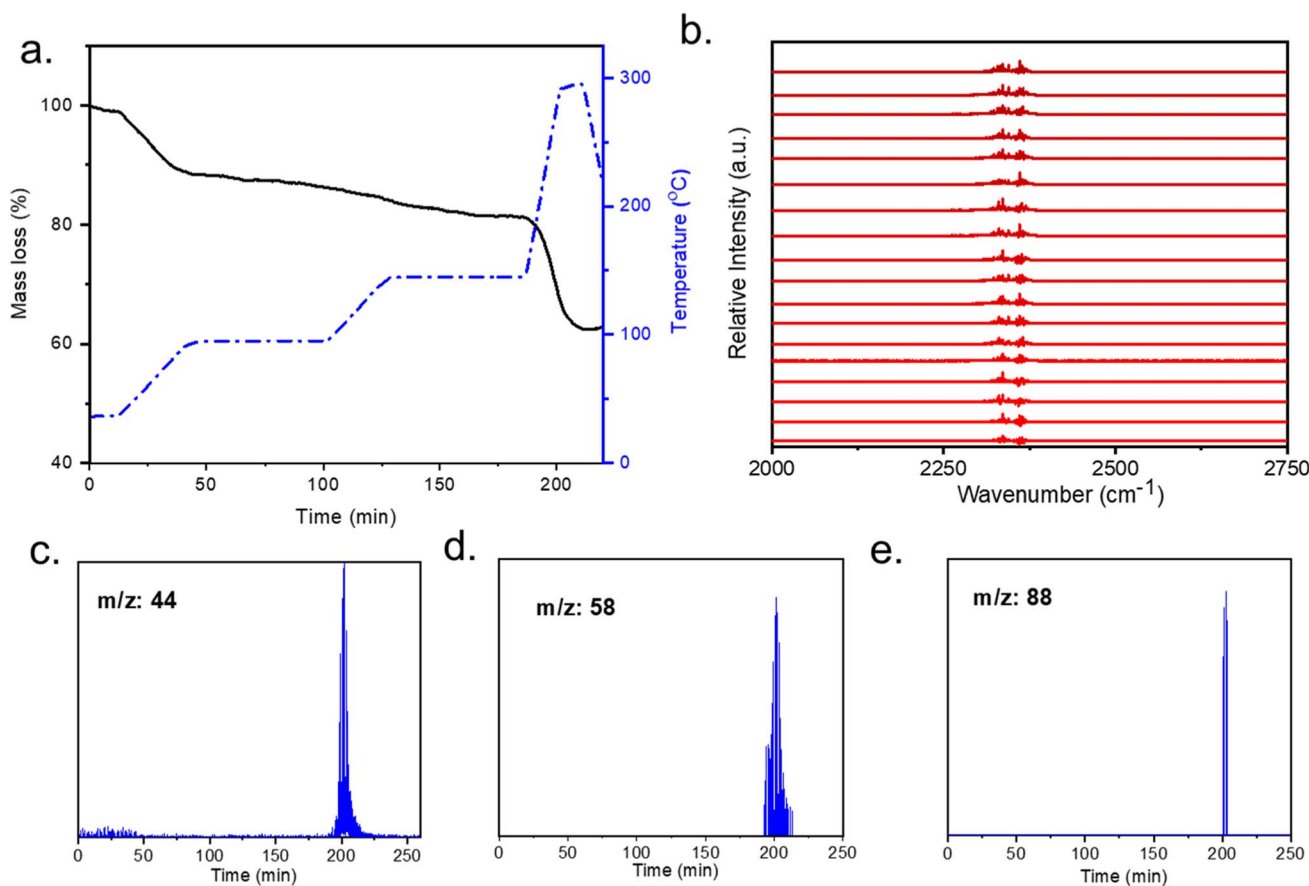 a.
100
80
60
40
Mass loss (%)
0
50
100
150
200
Time (min)
300
200
100
0
Temperature (°C)
b.
Relative Intensity (a.u.)
2000
2250
2500
2750
Wavenumber (cm⁻¹)
c.
m/z: 44
0
50
100
150
200
250
Time (min)
d.
m/z: 58
0
50
100
150
200
250
Time (min)
e.
m/z: 88
0
50
100
150
200
250
Time (min)